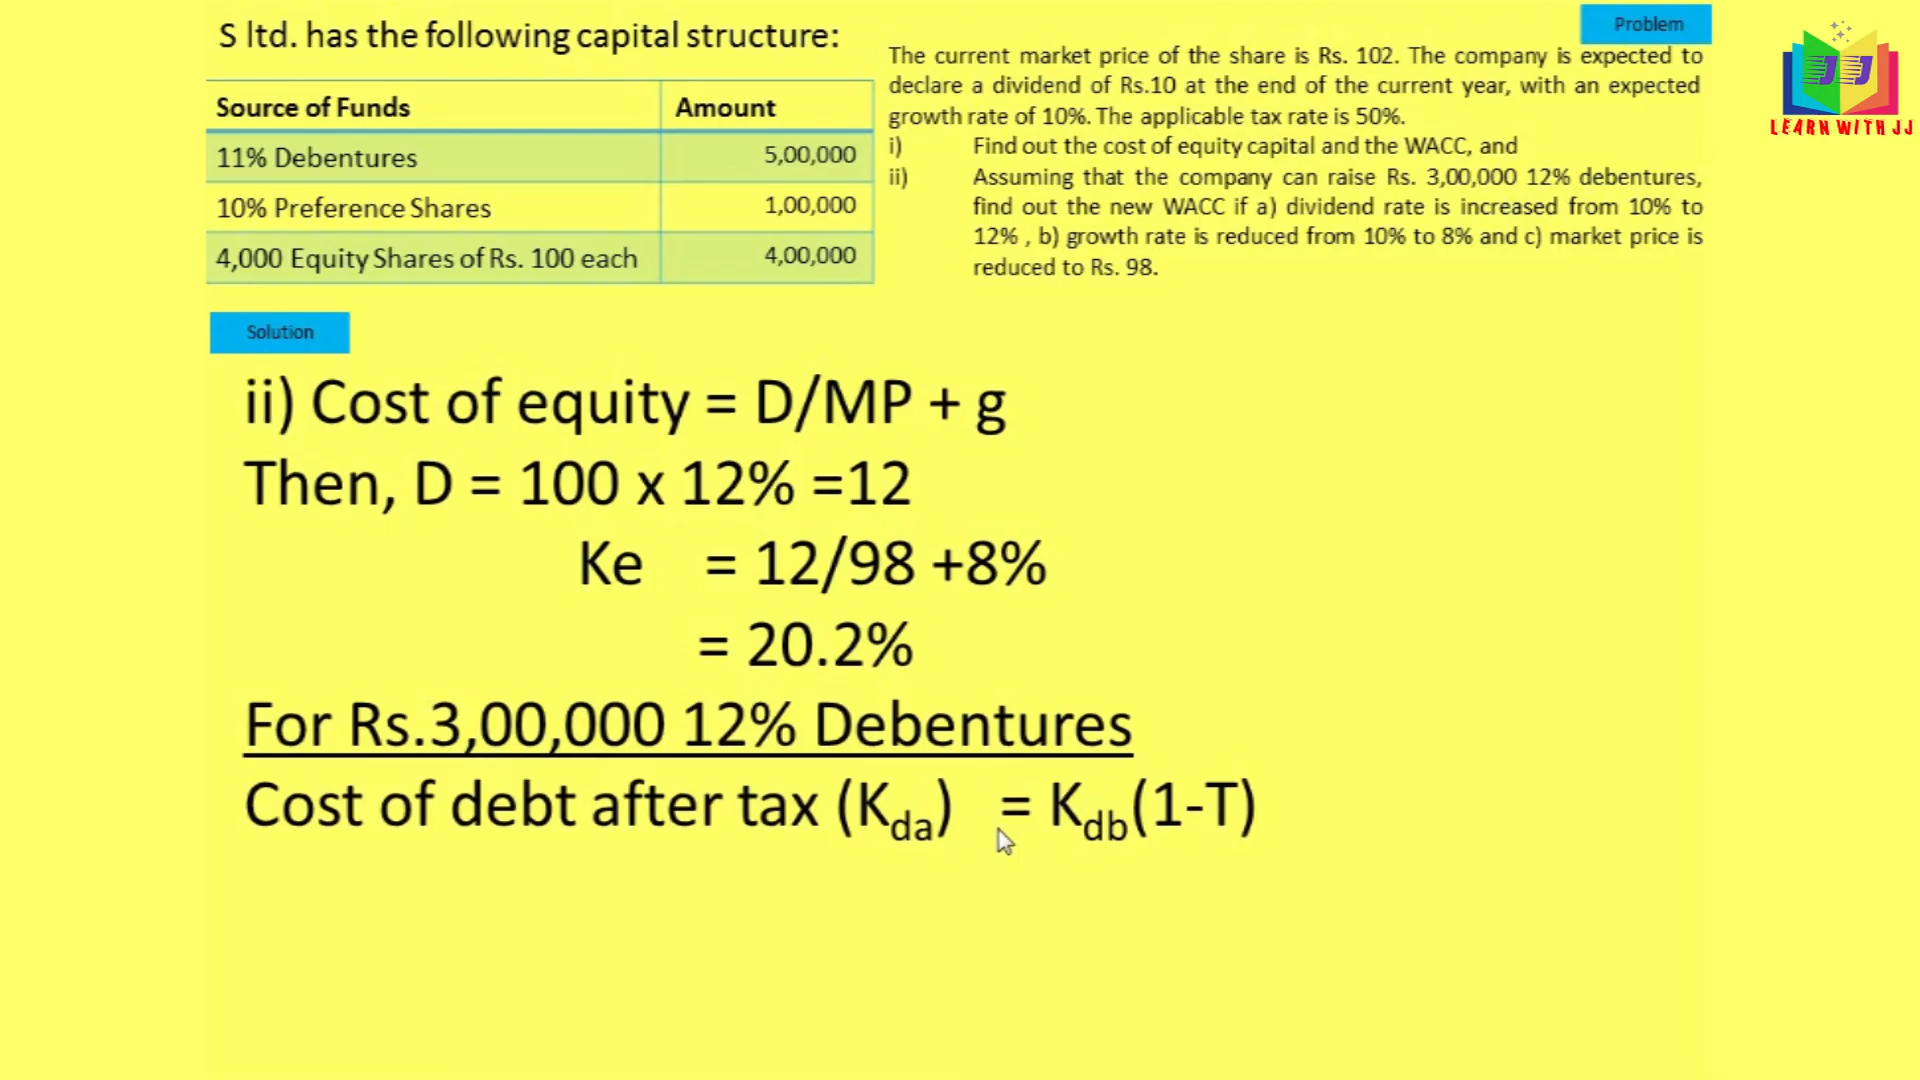 S ltd. has the following capital structure:
Source of Funds Amount
11% Debentures 5,00,000
10% Preference Shares 1,00,000
4,000 Equity Shares of Rs. 100 each 4,00,000
Problem
The current market price of the share is Rs. 102. The company is expected to
declare a dividend of Rs.10 at the end of the current year, with an expected
growth rate of 10%. The applicable tax rate is 50%.
i) Find out the cost of equity capital and the WACC, and
ii) Assuming that the company can raise Rs. 3,00,000 12% debentures,
find out the new WACC if a) dividend rate is increased from 10% to
12% , b) growth rate is reduced from 10% to 8% and c) market price is
reduced to Rs. 98.
JJ
LEARN WITH JJ
Solution
ii) Cost of equity = D/MP + g
Then, D = 100 x 12% =12
Ke = 12/98 +8%
= 20.2%
For Rs.3,00,000 12% Debentures
Cost of debt after tax (Kda) = Kdb(1-T)